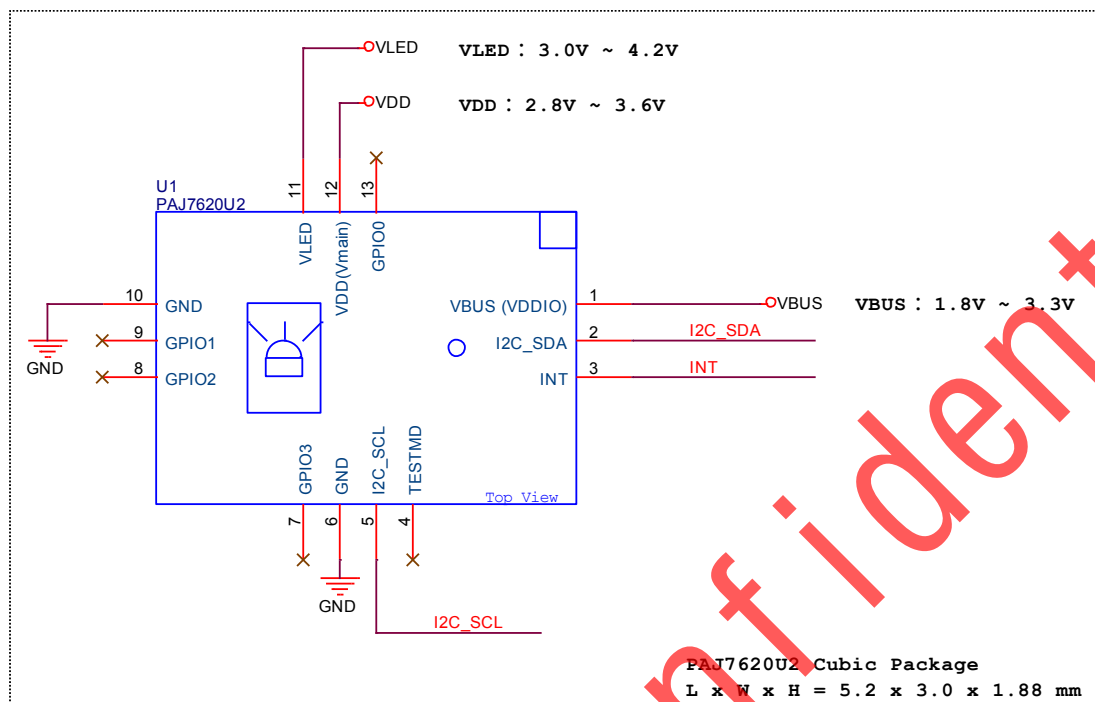 VLED
VLED : 3.0V ~ 4.2V
VDD
VDD : 2.8V ~ 3.6V
U1
PAJ7620U2
11
12
13
VLED
VDD(Vmain)
GPIO0
10
GND
GND
9
GPIO1
8
GPIO2
VBUS (VDDIO)
1
VBUS
VBUS : 1.8V ~ 3.3V
I2C_SDA
2
I2C_SDA
INT
3
INT
GPIO3
GND
I2C_SCL
TESTMD
Top View
7
6
5
4
GND
I2C_SCL
PAJ7620U2 Cubic Package
L x W x H = 5.2 x 3.0 x 1.88 mm
nfident